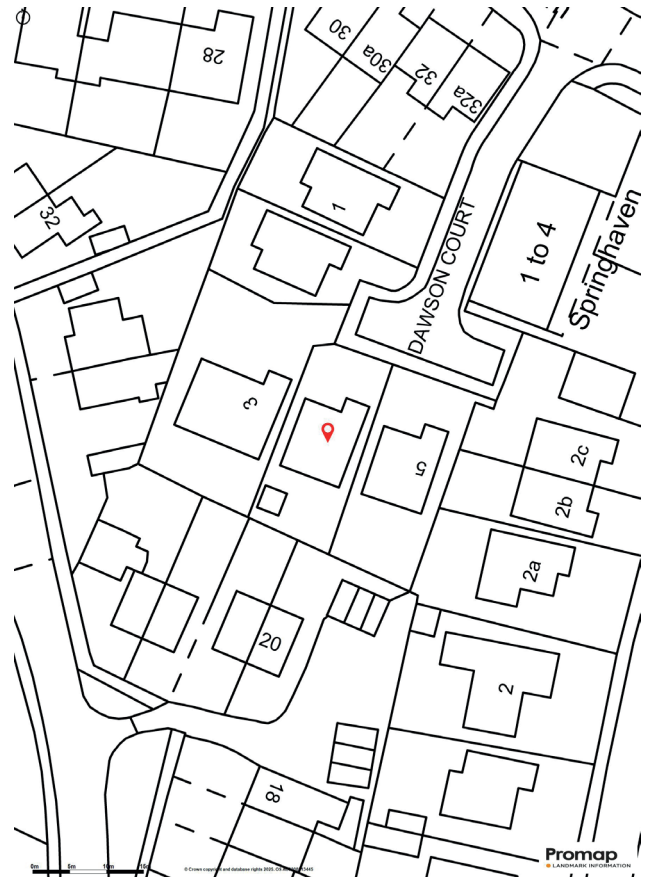 28
30
30a
32
32a
32
1
1 to 4
Springhaven
DAWSON COURT
3
5
2c
2b
2a
20
2
18
0m 5m 10m 15m
Promap
LANDMARK INFORMATION